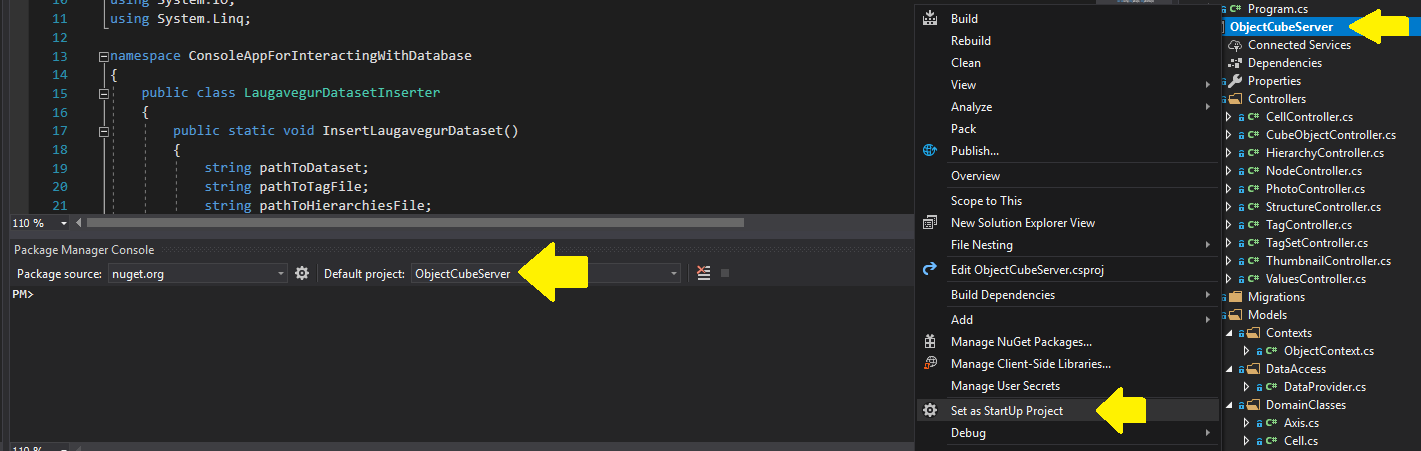 10
using System.IO;
11
using System.Linq;
12
13
namespace ConsoleAppForInteractingWithDatabase
14
{
15
public class LaugavegurDatasetInserter
16
{
17
public static void InsertLaugavegurDataset()
18
{
19
string pathToDataset;
20
string pathToTagFile;
21
string pathToHierarchiesFile;
110 %
Package Manager Console
Package source: nuget.org
Default project: ObjectCubeServer
PM>
110 %
Build
Rebuild
Clean
View
Analyze
Pack
Publish...
Overview
Scope to This
New Solution Explorer View
File Nesting
Edit ObjectCubeServer.csproj
Build Dependencies
Add
Manage NuGet Packages...
Manage Client-Side Libraries...
Manage User Secrets
Set as StartUp Project
Debug
C# Program.cs
ObjectCubeServer
Connected Services
Dependencies
Properties
Controllers
C# CellController.cs
C# CubeObjectController.cs
C# HierarchyController.cs
C# NodeController.cs
C# PhotoController.cs
C# StructureController.cs
C# TagController.cs
C# TagSetController.cs
C# ThumbnailController.cs
C# ValuesController.cs
Migrations
Models
Contexts
C# ObjectContext.cs
DataAccess
C# DataProvider.cs
DomainClasses
C# Axis.cs
C# Cell.cs